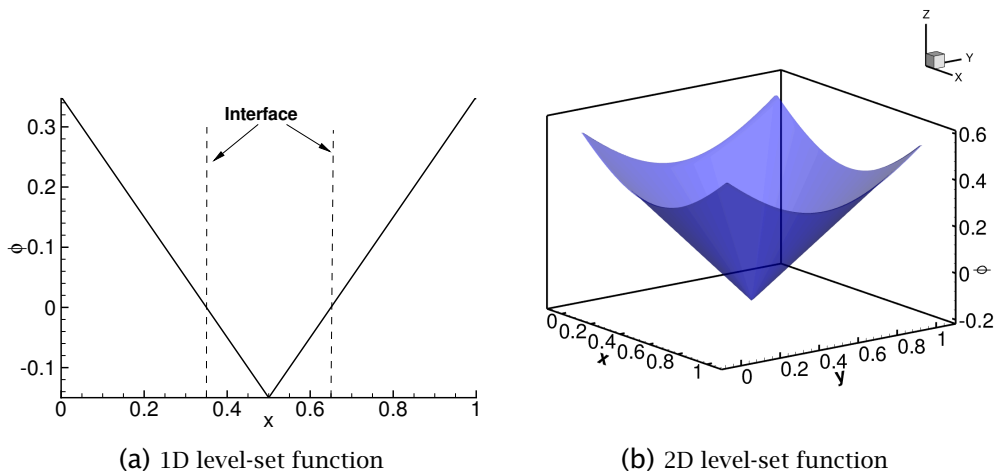 Interface
0.3
0.2
ϕ 0.1
0
-0.1
0 0.2 0.4 0.6 0.8 1
x
(a) 1D level-set function
Z
Y
X
0.6
0.4
0.2
0 ϕ
-0.2
0 0.2 0.4 0.6 0.8 1
x
0 0.2 0.4 0.6 0.8 1
y
(b) 2D level-set function